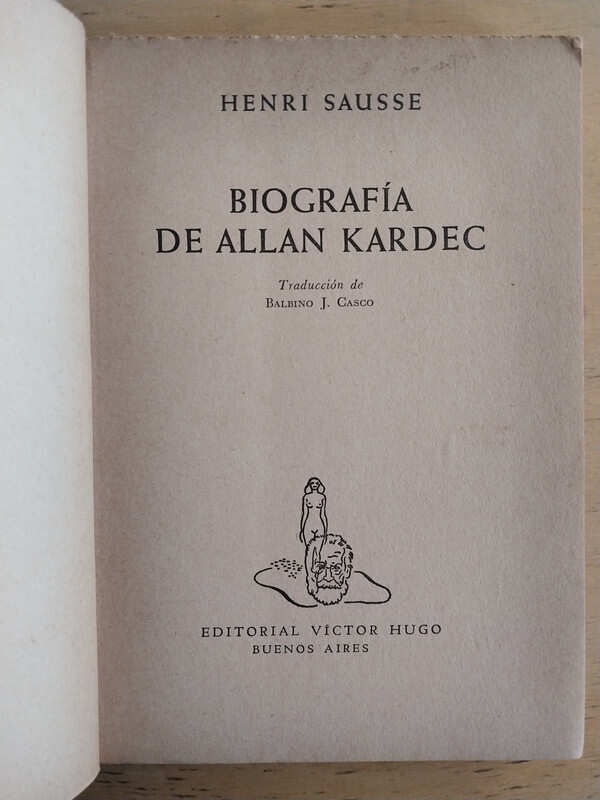 HENRI SAUSSE
BIOGRAFÍA
DE ALLAN KARDEC
Traducción de
BALBINO J. CASCO
EDITORIAL VÍCTOR HUGO
BUENOS AIRES